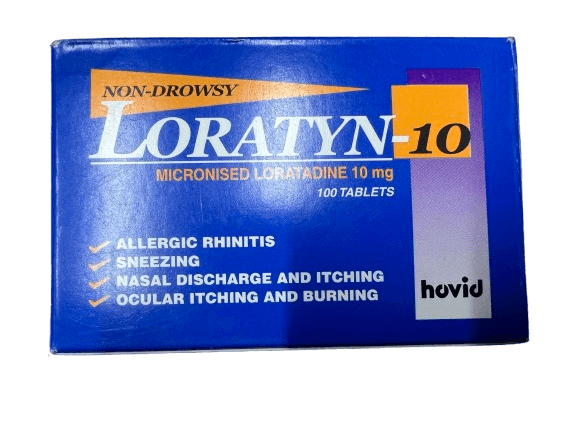 NON-DROWSY
LORATYN-10
MICRONISED LORATADINE 10 mg
100 TABLETS
ALLERGIC RHINITIS
SNEEZING
NASAL DISCHARGE AND ITCHING
OCULAR ITCHING AND BURNING
hovid